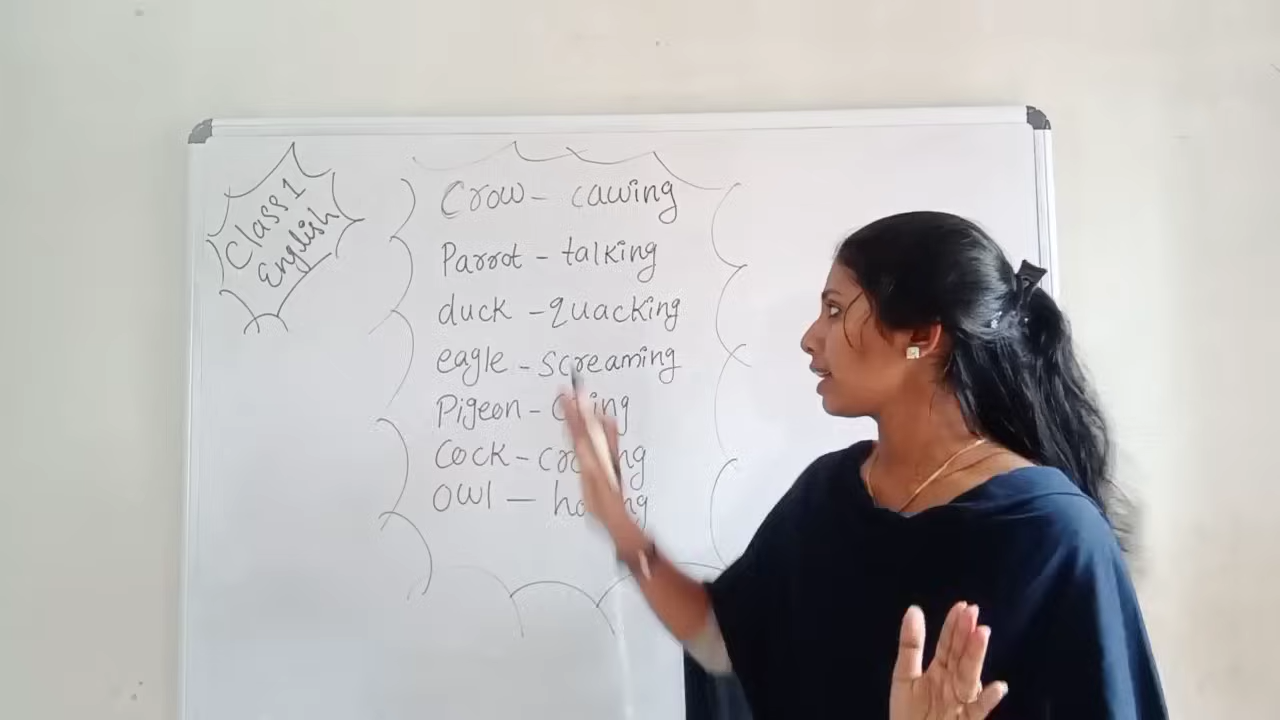 Class 1
English
Crow - cawing
Parrot - talking
duck - quacking
eagle - screaming
Pigeon -
Cock -
owl -